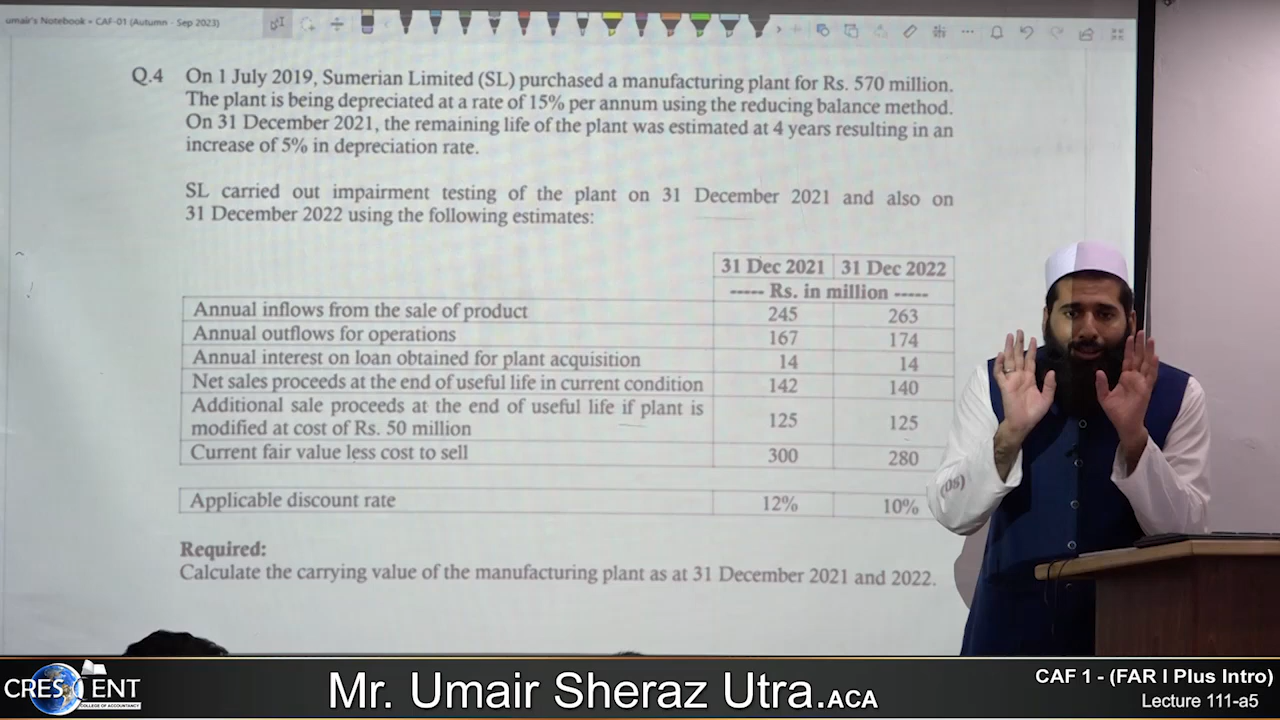 umair's Notebook » CAF-01 (Autumn - Sep 2023)
Q.4 On 1 July 2019, Sumerian Limited (SL) purchased a manufacturing plant for Rs. 570 million.
The plant is being depreciated at a rate of 15% per annum using the reducing balance method.
On 31 December 2021, the remaining life of the plant was estimated at 4 years resulting in an
increase of 5% in depreciation rate.
SL carried out impairment testing of the plant on 31 December 2021 and also on
31 December 2022 using the following estimates:
31 Dec 2021 31 Dec 2022
----- Rs. in million -----
Annual inflows from the sale of product 245 263
Annual outflows for operations 167 174
Annual interest on loan obtained for plant acquisition 14 14
Net sales proceeds at the end of useful life in current condition 142 140
Additional sale proceeds at the end of useful life if plant is
modified at cost of Rs. 50 million 125 125
Current fair value less cost to sell 300 280
(08)
Applicable discount rate 12% 10%
Required:
Calculate the carrying value of the manufacturing plant as at 31 December 2021 and 2022.
CRESCENT
COLLEGE OF ACCOUNTANCY
Mr. Umair Sheraz Utra.ACA
CAF 1 - (FAR I Plus Intro)
Lecture 111-a5